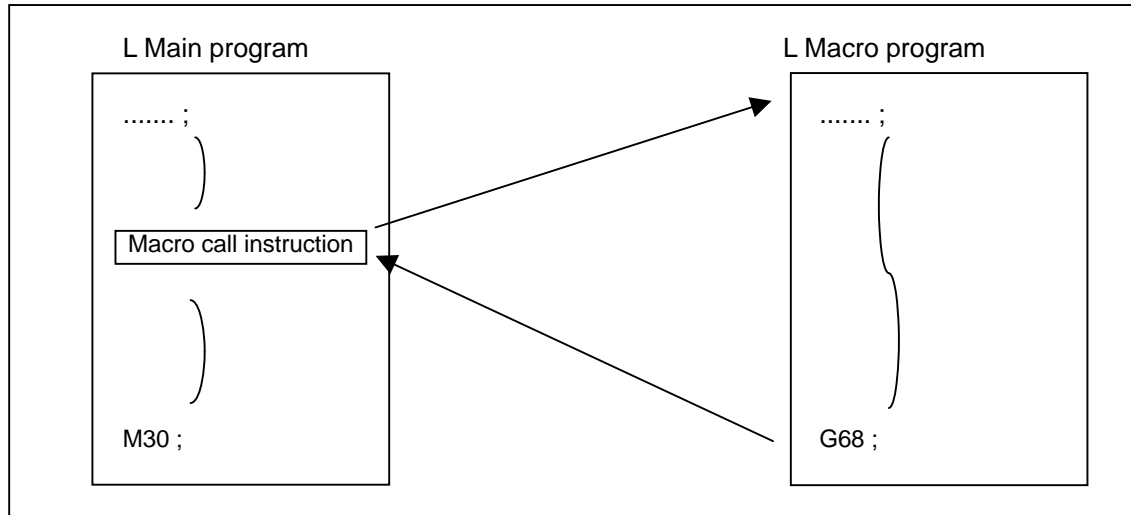 L Main program
....... ;
Macro call instruction
M30 ;
L Macro program
....... ;
G68 ;